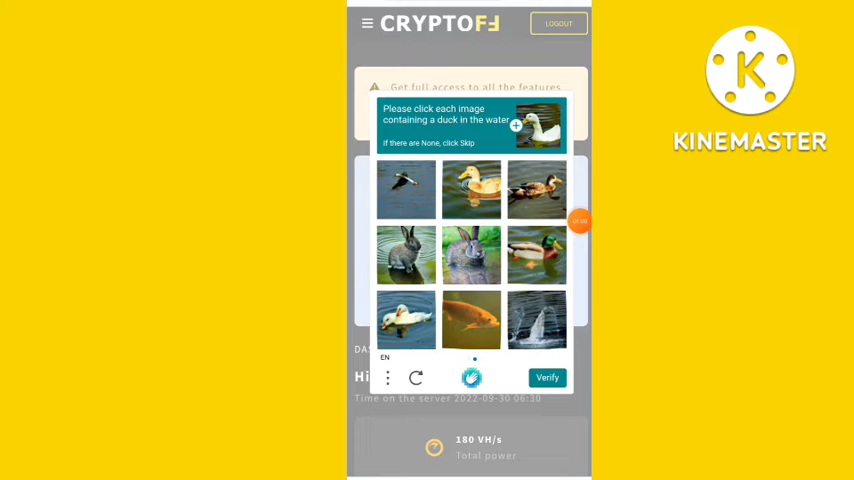 CRYPTOFF
LOGOUT
Get full access to all the features
Please click each image
containing a duck in the water
If there are None, click Skip
EN
Verify
DAS
Hi
Time on the server 2022-09-30 06:30
180 VH/s
Total power
K
KINEMASTER